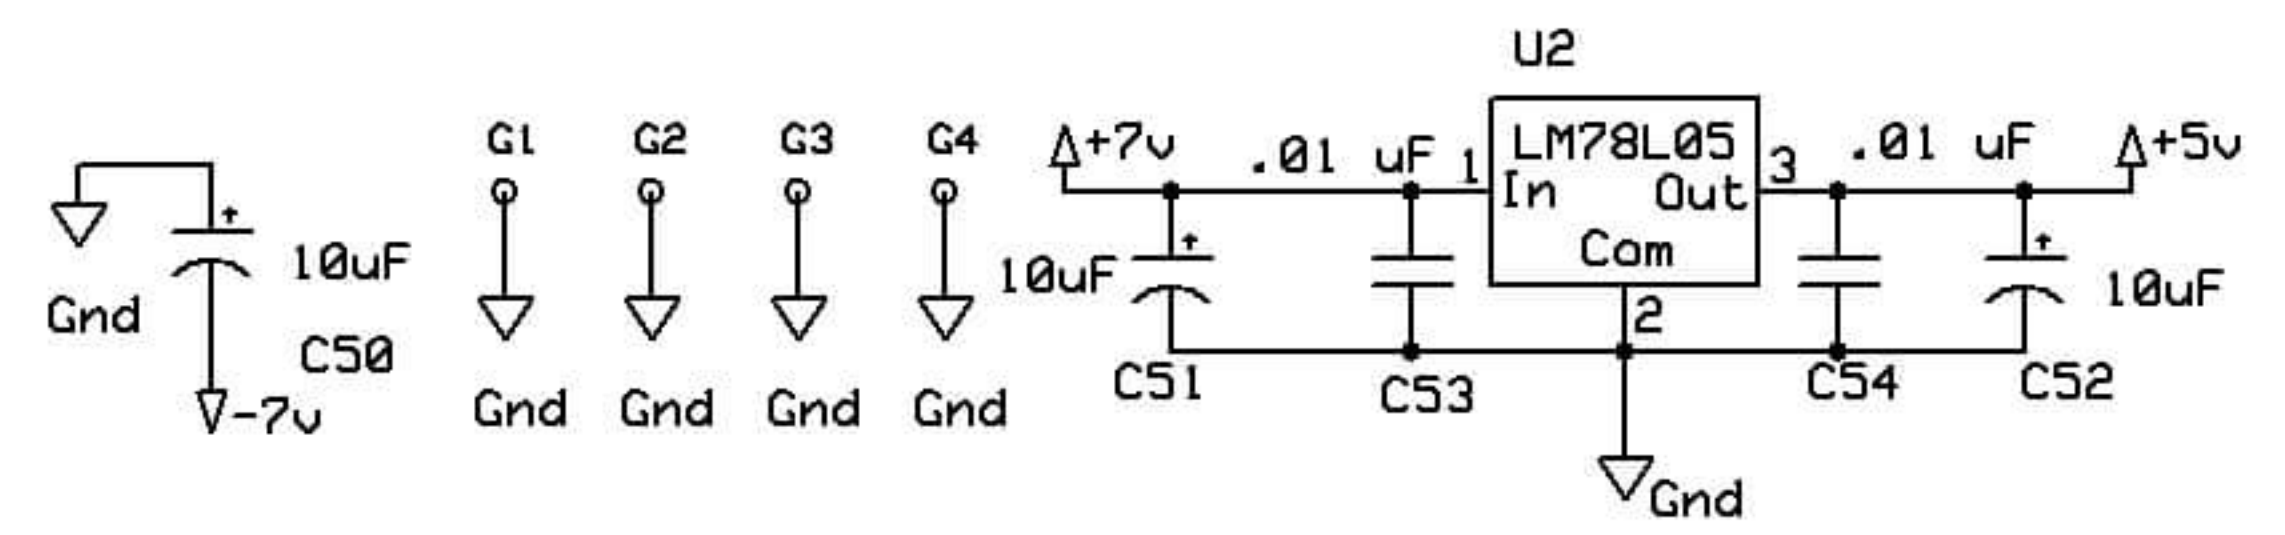 U2
G1 G2 G3 G4 +7v .01 uF 1 LM78L05 3 .01 uF +5v
In Out
+ + +
10uF 10uF Com 10uF
Gnd 2
C50 C51 C53 C54 C52
-7v Gnd Gnd Gnd Gnd
Gnd